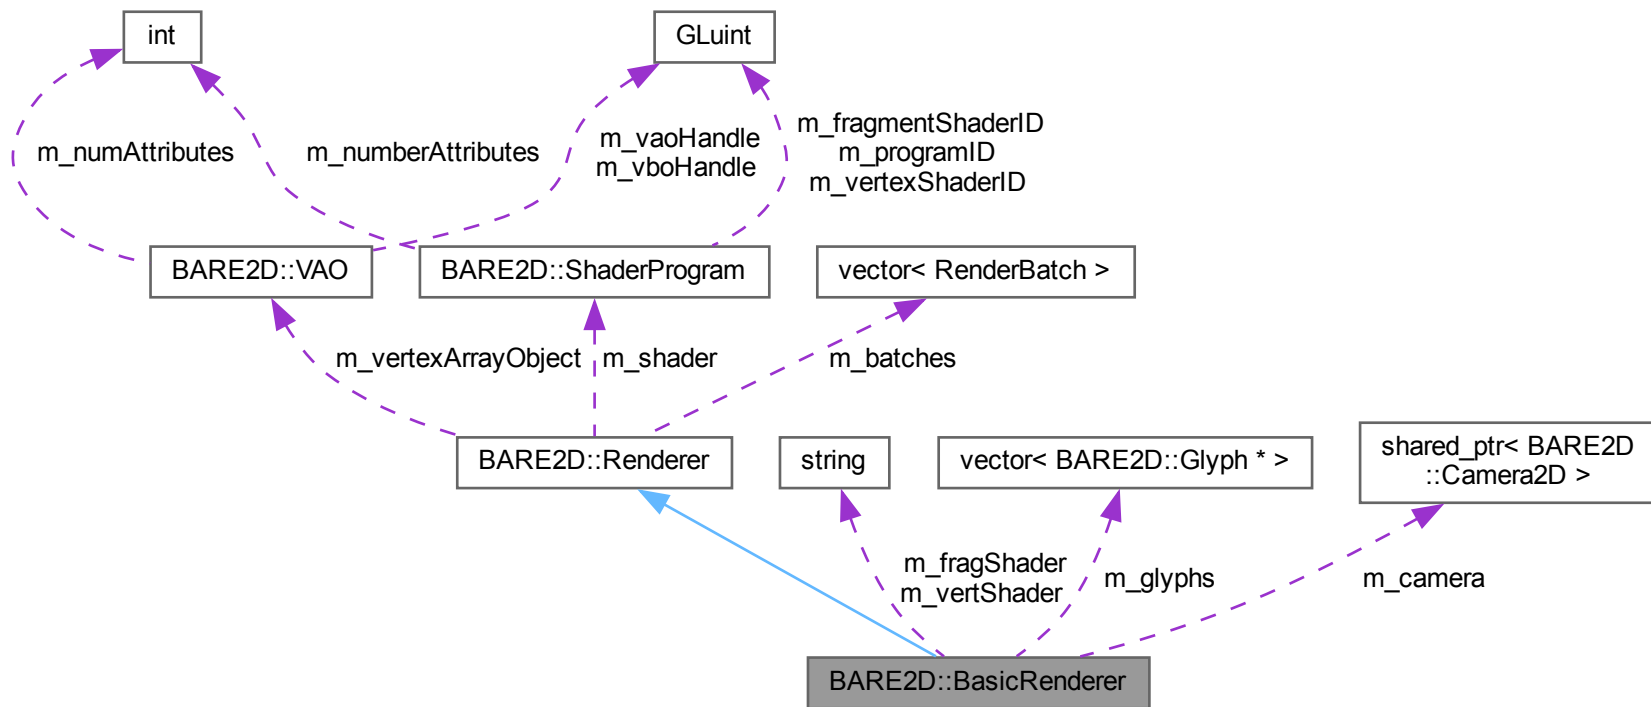 int
GLuint
m_numAttributes
m_numberAttributes
m_vaoHandle
m_vboHandle
m_fragmentShaderID
m_programID
m_vertexShaderID
BARE2D::VAO
BARE2D::ShaderProgram
vector< RenderBatch >
m_vertexArrayObject
m_shader
m_batches
BARE2D::Renderer
string
vector< BARE2D::Glyph * >
shared_ptr< BARE2D
::Camera2D >
m_fragShader
m_vertShader
m_glyphs
m_camera
BARE2D::BasicRenderer